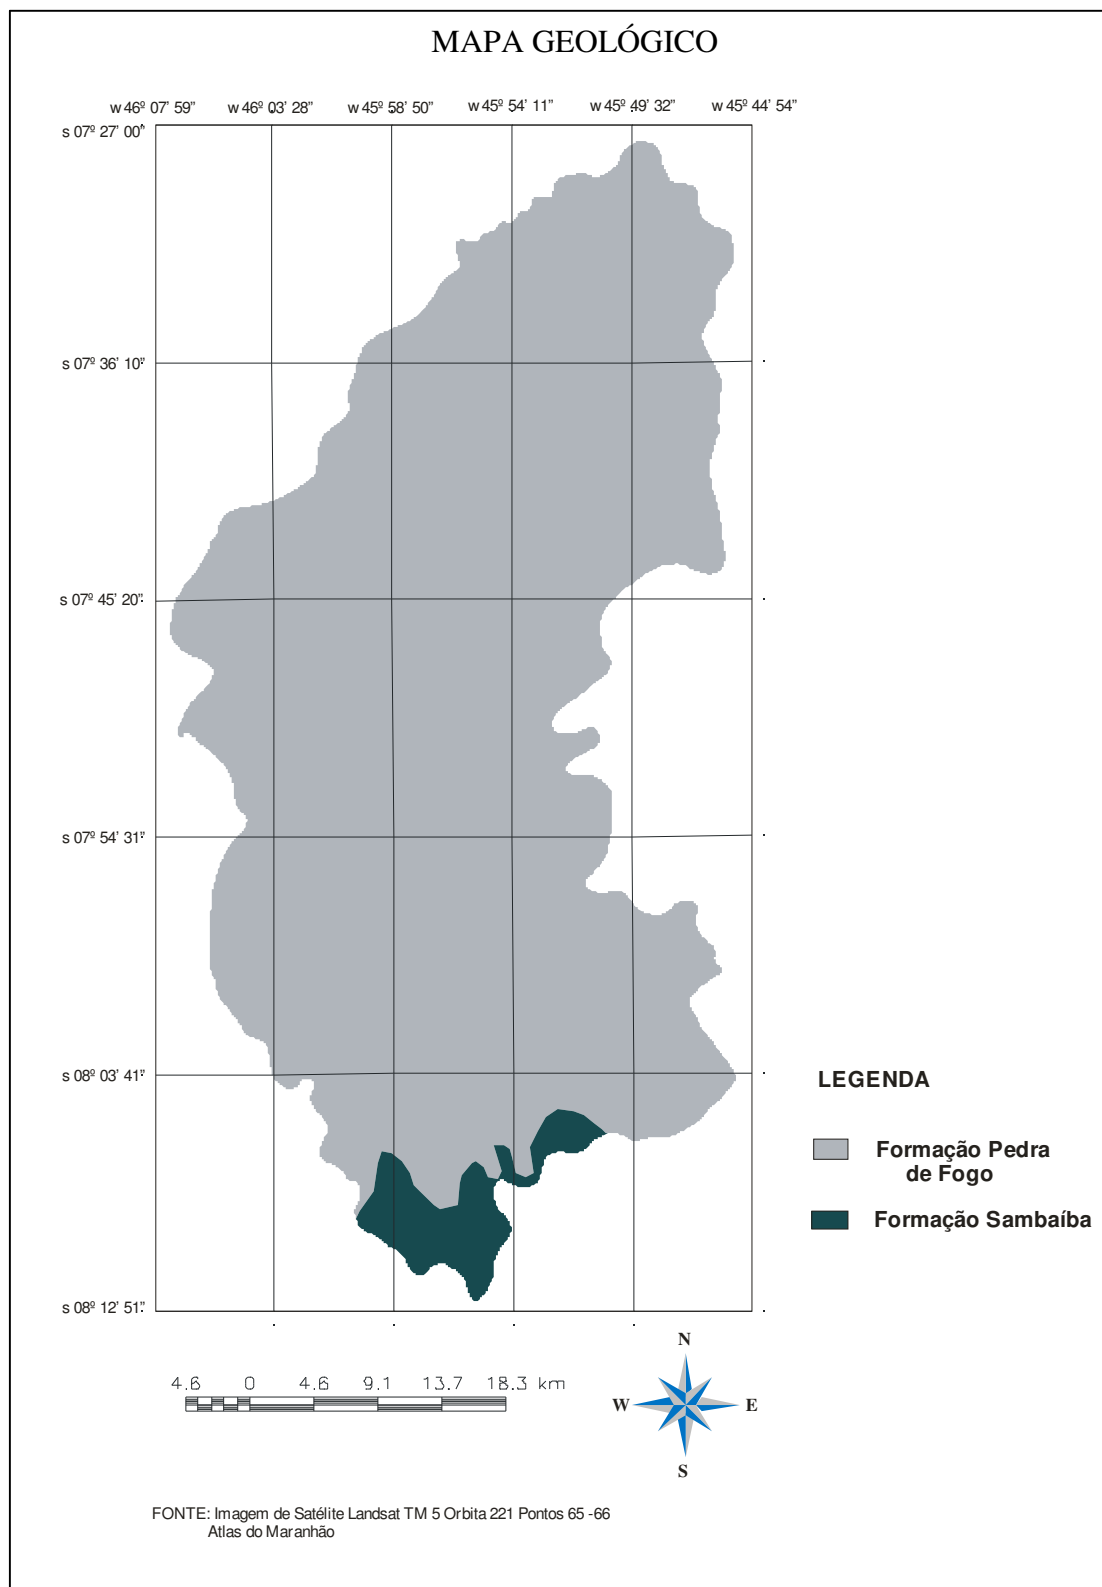 MAPA GEOLÓGICO
w 46º 07' 59" w 46º 03' 28" w 45º 58' 50" w 45º 54' 11" w 45º 49' 32" w 45º 44' 54"
s 07º 27' 00"
s 07º 36' 10"
s 07º 45' 20"
s 07º 54' 31"
s 08º 03' 41"
LEGENDA
Formação Pedra
de Fogo
Formação Sambaíba
s 08º 12' 51"
N
4.6 0 4.6 9.1 13.7 18.3 km
W E
S
FONTE: Imagem de Satélite Landsat TM 5 Orbita 221 Pontos 65 -66
Atlas do Maranhão